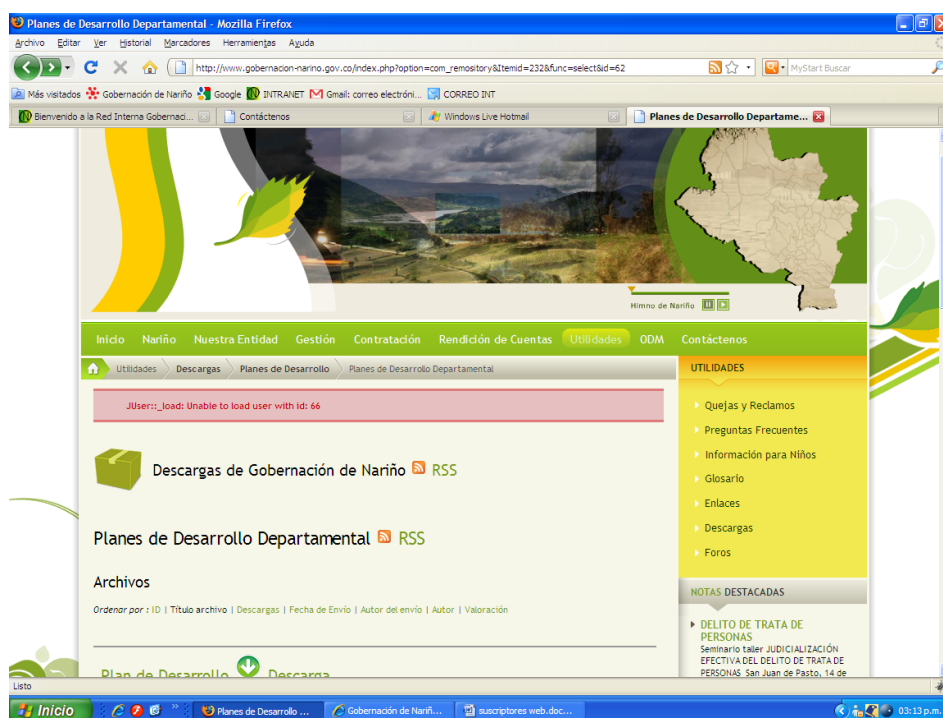 Planes de Desarrollo Departamental - Mozilla Firefox
Archivo Editar Ver Historial Marcadores Herramientas Ayuda
http://www.gobernacion-narino.gov.co/index.php?option=com_remository&Itemid=232&func=select&id=62
MyStart Buscar
Más visitados Gobernación de Nariño Google INTRANET Gmail: correo electróni... CORREO INT
Bienvenido a la Red Interna Gobernaci... Contáctenos Windows Live Hotmail Planes de Desarrollo Departame...
Himno de Nariño
Inicio Nariño Nuestra Entidad Gestión Contratación Rendición de Cuentas Utilidades ODM Contáctenos
Utilidades Descargas Planes de Desarrollo Planes de Desarrollo Departamental
JUser::_load: Unable to load user with id: 66
Descargas de Gobernación de Nariño RSS
Planes de Desarrollo Departamental RSS
Archivos
Ordenar por : ID | Título archivo | Descargas | Fecha de Envío | Autor del envío | Autor | Valoración
Plan de Desarrollo Descarga
UTILIDADES
Quejas y Reclamos
Preguntas Frecuentes
Información para Niños
Glosario
Enlaces
Descargas
Foros
NOTAS DESTACADAS
DELITO DE TRATA DE
PERSONAS
Seminario taller JUDICIALIZACIÓN
EFECTIVA DEL DELITO DE TRATA DE
PERSONAS San Juan de Pasto, 14 de
Listo
Inicio Planes de Desarrollo ... Gobernación de Nariñ... suscriptores web.doc... 03:13 p.m.